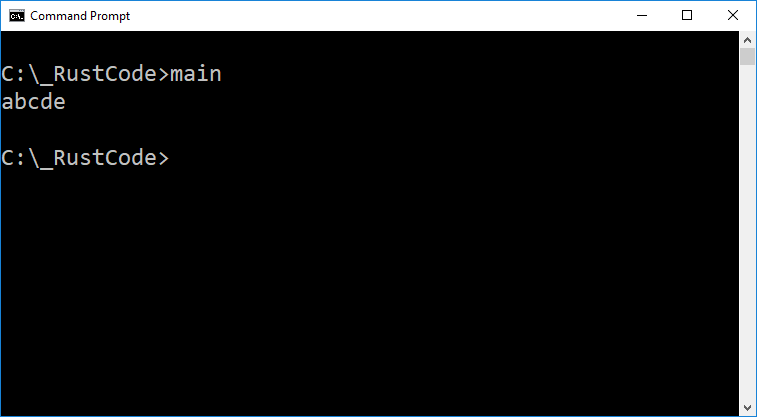 Command Prompt
C:\_RustCode>main
abcde
C:\_RustCode>